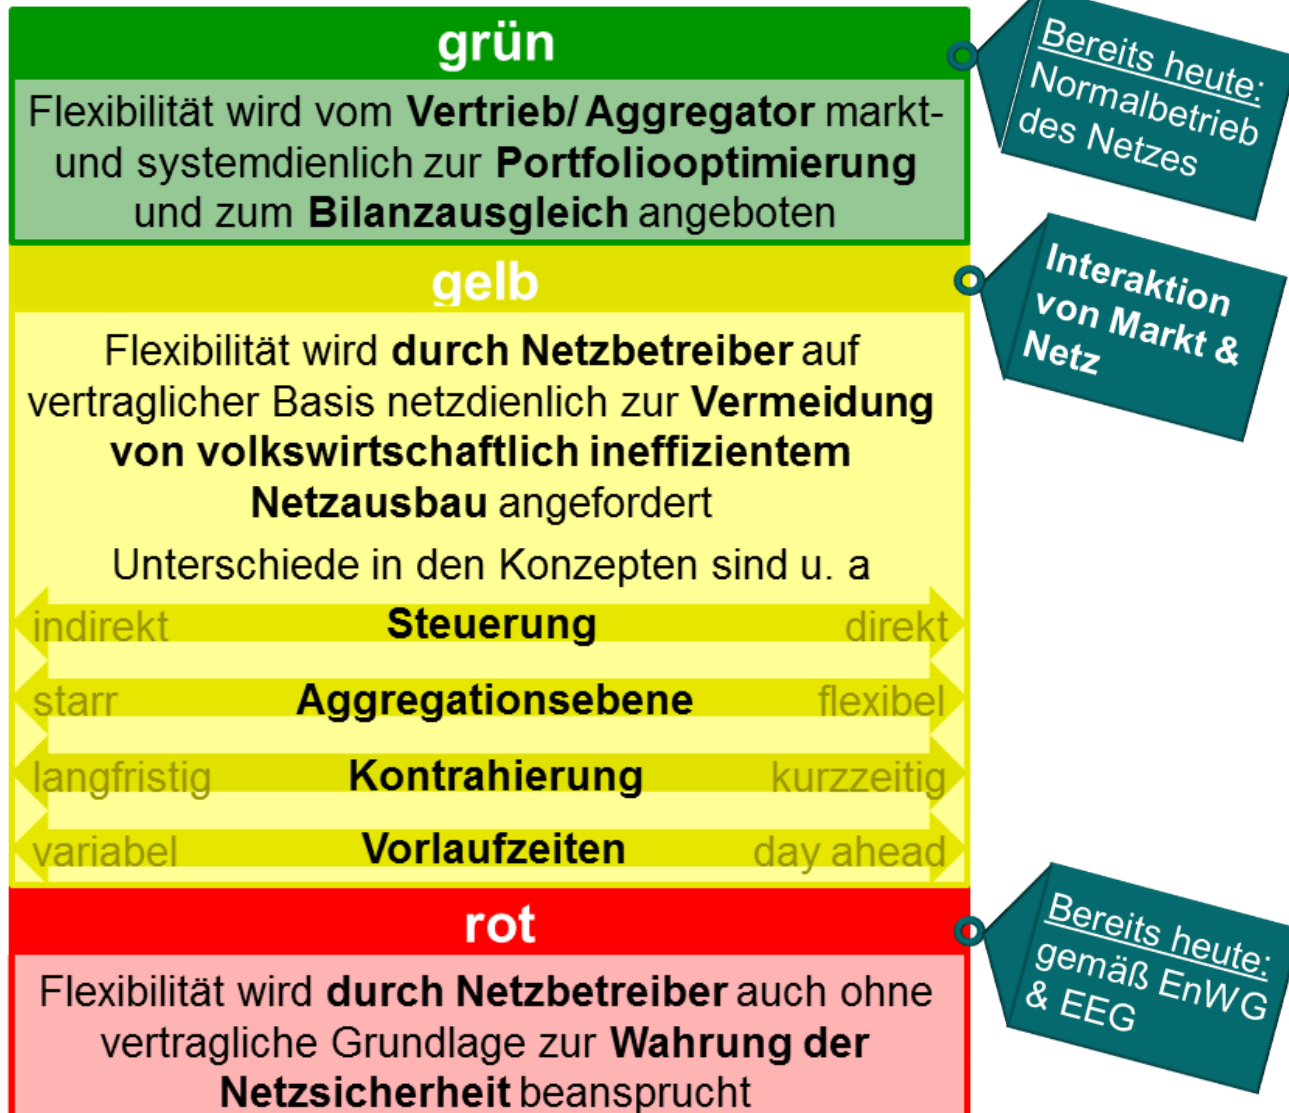 grün
Flexibilität wird vom Vertrieb/ Aggregator markt-
und systemdienlich zur Portfoliooptimierung
und zum Bilanzausgleich angeboten
Bereits heute:
Normalbetrieb
des Netzes
gelb
Flexibilität wird durch Netzbetreiber auf
vertraglicher Basis netzdienlich zur Vermeidung
von volkswirtschaftlich ineffizientem
Netzausbau angefordert
Unterschiede in den Konzepten sind u. a
indirekt Steuerung direkt
starr Aggregationsebene flexibel
langfristig Kontrahierung kurzzeitig
variabel Vorlaufzeiten day ahead
Interaktion
von Markt &
Netz
rot
Flexibilität wird durch Netzbetreiber auch ohne
vertragliche Grundlage zur Wahrung der
Netzsicherheit beansprucht
Bereits heute:
gemäß EnWG
& EEG